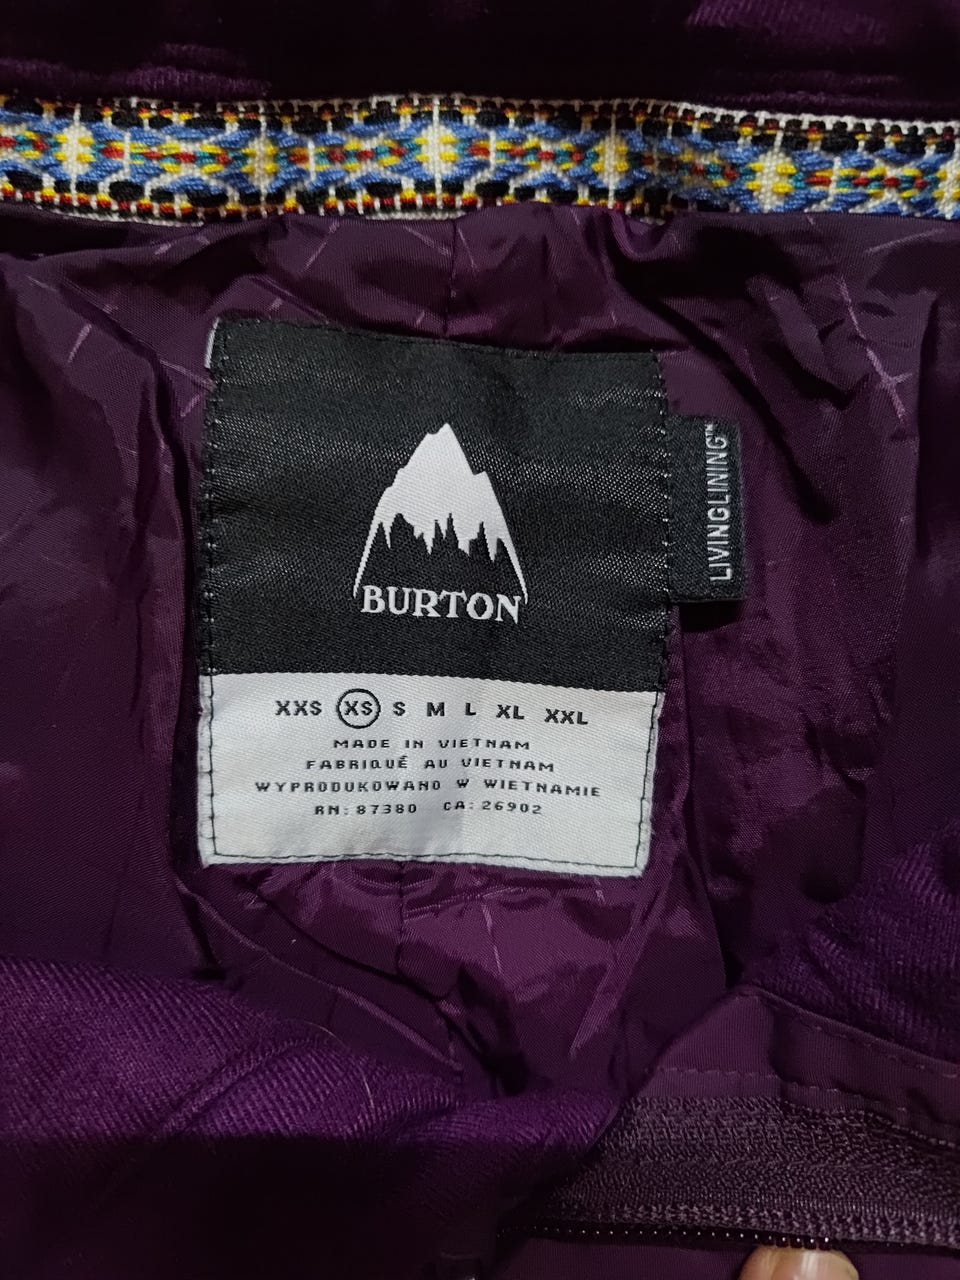 BURTON
LIVINGLINING™
XXS XS S M L XL XXL
MADE IN VIETNAM
FABRIQUÉ AU VIETNAM
WYPRODUKOWANO W WIETNAMIE
RN: 87380 CA: 26902